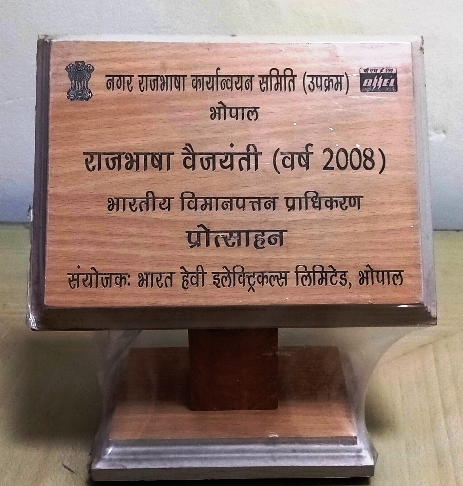 नगर राजभाषा कार्यान्वयन समिति (उपक्रम)
भोपाल
राजभाषा वैजयंती (वर्ष 2008)
भारतीय विमानपत्तन प्राधिकरण
प्रोत्साहन
संयोजकः भारत हेवी इलेक्ट्रिकल्स लिमिटेड, भोपाल